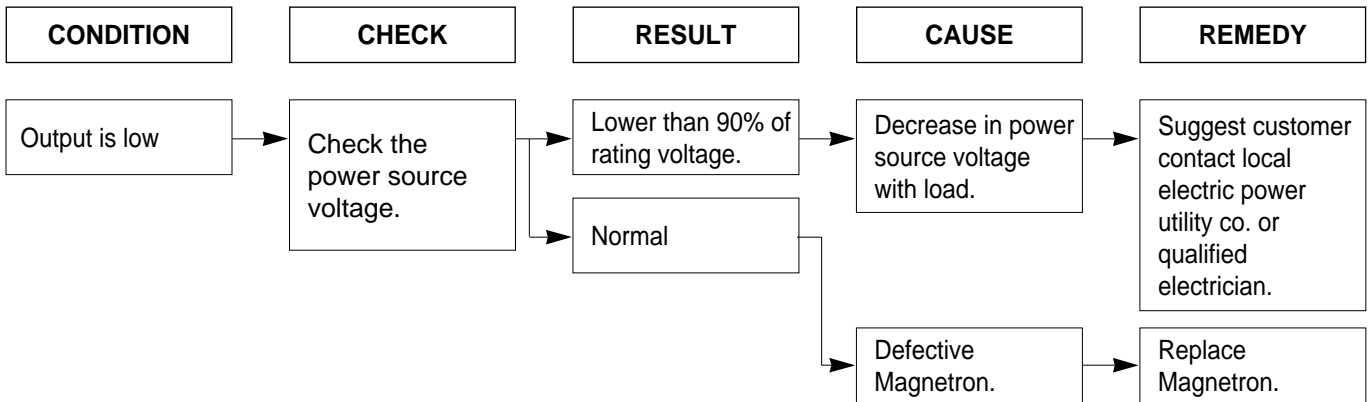 CONDITION
CHECK
RESULT
CAUSE
REMEDY
Output is low
Check the
power source
voltage.
Lower than 90% of
rating voltage.
Decrease in power
source voltage
with load.
Suggest customer
contact local
electric power
utility co. or
qualified
electrician.
Normal
Defective
Magnetron.
Replace
Magnetron.